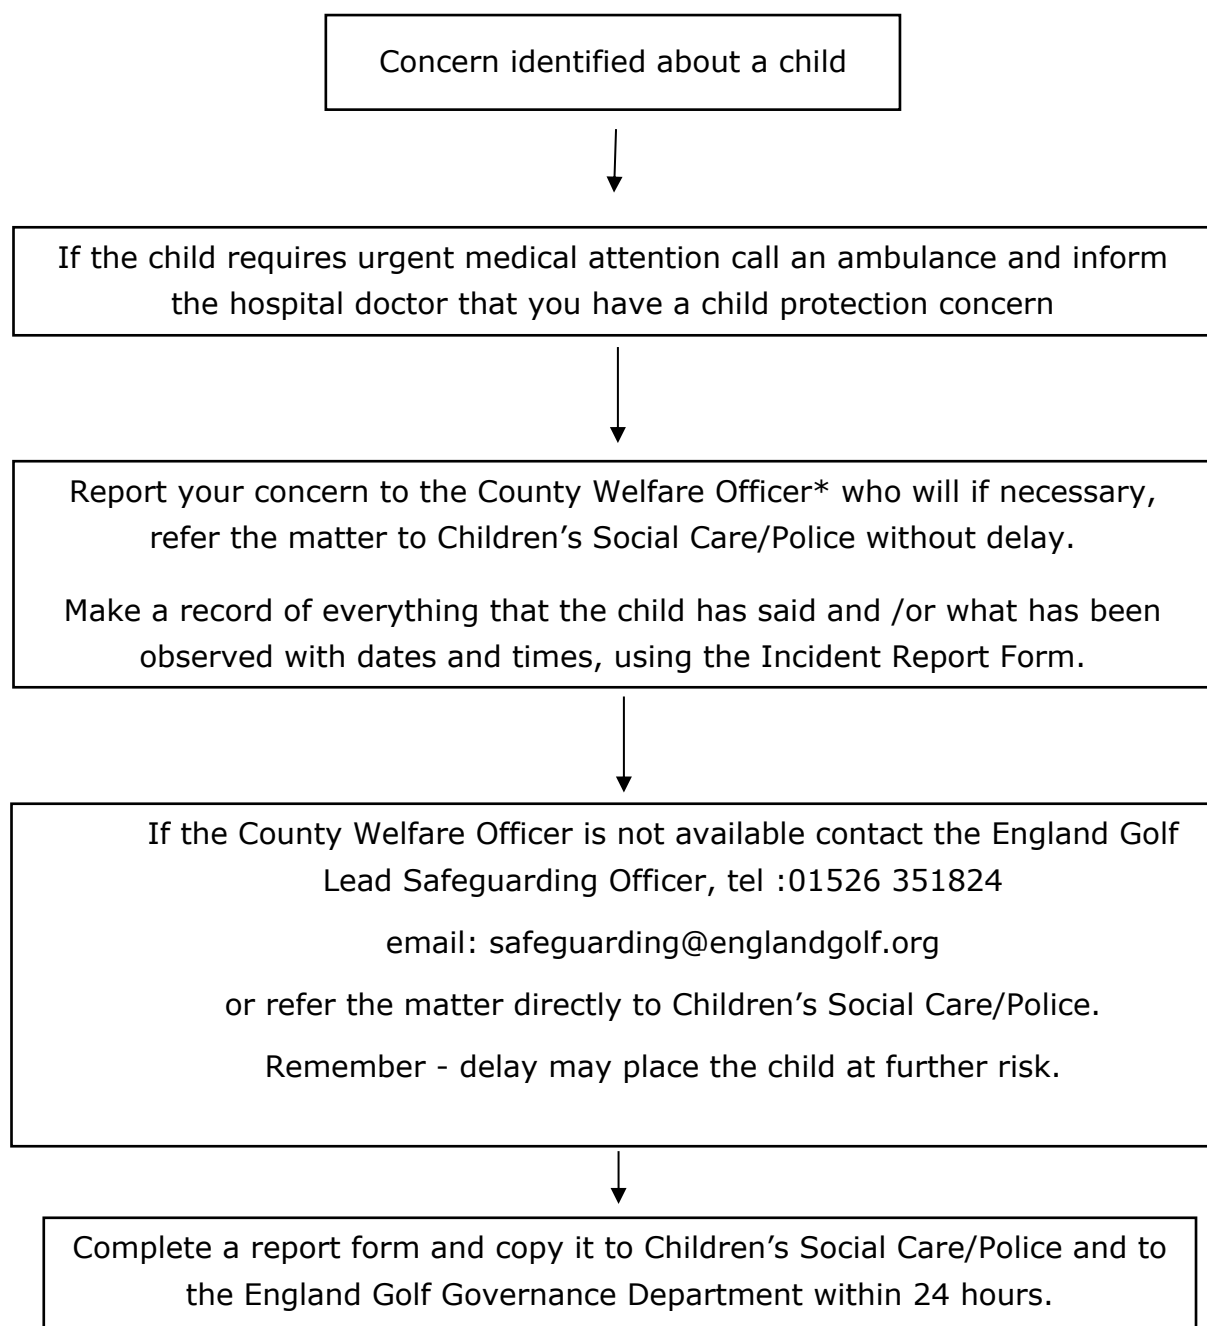 Concern identified about a child
If the child requires urgent medical attention call an ambulance and inform
the hospital doctor that you have a child protection concern
Report your concern to the County Welfare Officer* who will if necessary,
refer the matter to Children’s Social Care/Police without delay.
Make a record of everything that the child has said and /or what has been
observed with dates and times, using the Incident Report Form.
If the County Welfare Officer is not available contact the England Golf
Lead Safeguarding Officer, tel :01526 351824
email: safeguarding@englandgolf.org
or refer the matter directly to Children’s Social Care/Police.
Remember - delay may place the child at further risk.
Complete a report form and copy it to Children’s Social Care/Police and to
the England Golf Governance Department within 24 hours.